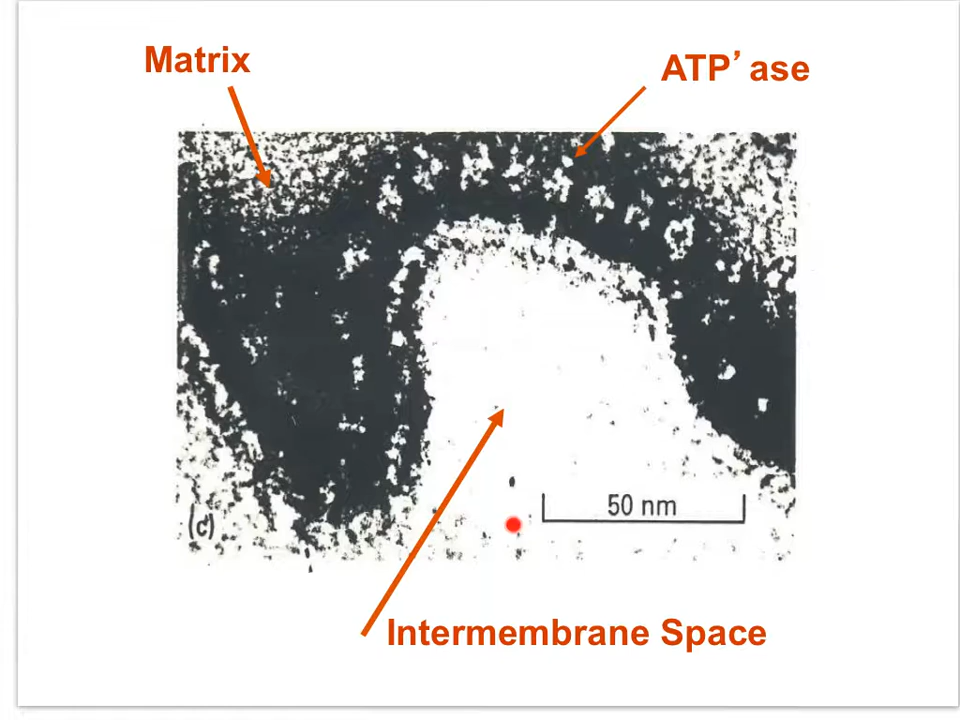 Matrix
ATP’ ase
50 nm
(c)
Intermembrane Space